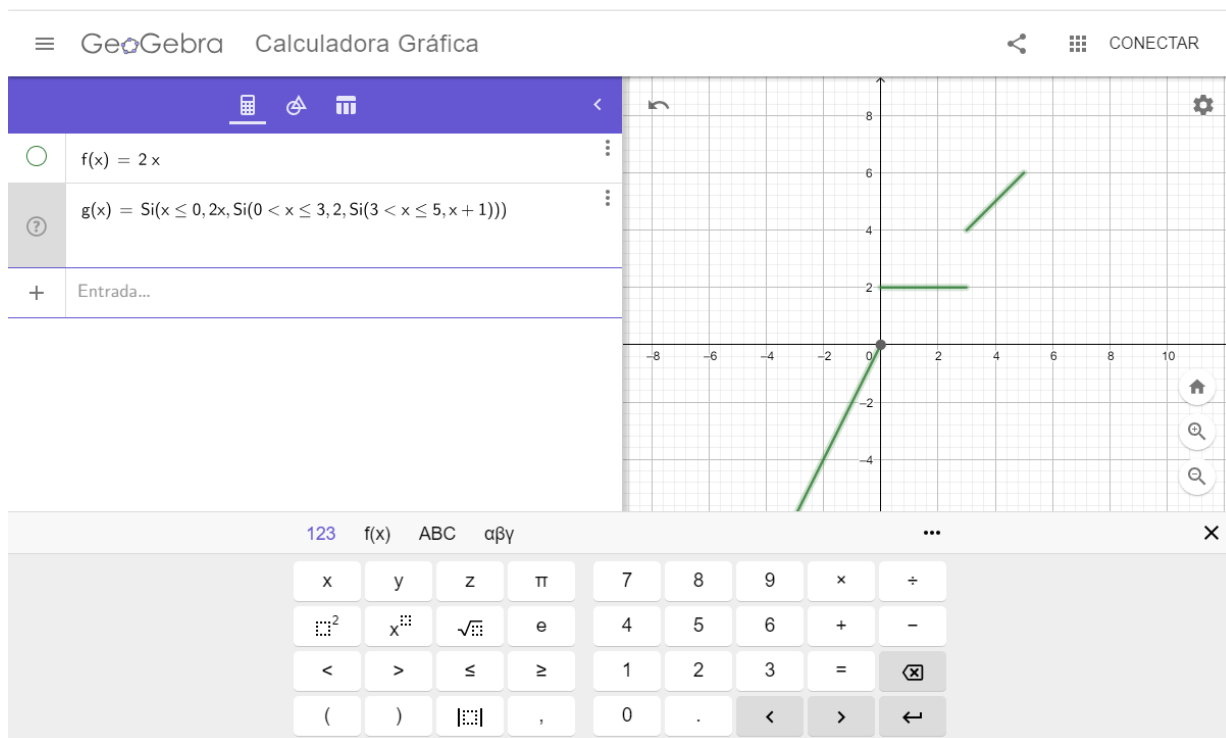 GeoGebra Calculadora Gráfica CONECTAR
f(x) = 2 x
g(x) = Si(x ≤ 0, 2x, Si(0 < x ≤ 3, 2, Si(3 < x ≤ 5, x + 1)))
+ Entrada...
8
6
4
2
–8 –6 –4 –2 0 2 4 6 8 10
–2
–4
123 f(x) ABC αβγ
x y z π 7 8 9 × ÷
□² x□ √□ e 4 5 6 + −
< > ≤ ≥ 1 2 3 =
( ) |□| , 0 . < >